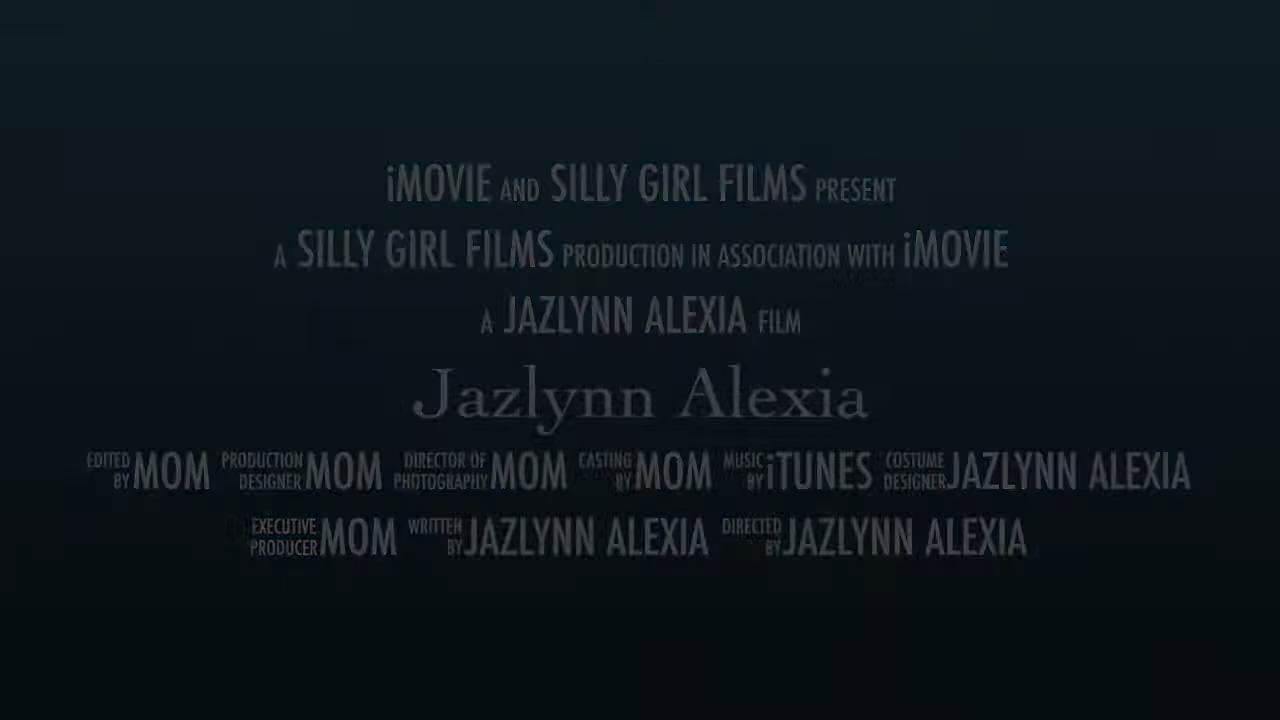 iMOVIE AND SILLY GIRL FILMS PRESENT
A SILLY GIRL FILMS PRODUCTION IN ASSOCIATION WITH iMOVIE
A JAZLYNN ALEXIA FILM
Jazlynn Alexia
EDITED BY MOM PRODUCTION DESIGNER MOM DIRECTOR OF PHOTOGRAPHY MOM CASTING BY MOM MUSIC BY iTUNES COSTUME DESIGNER JAZLYNN ALEXIA
EXECUTIVE PRODUCER MOM WRITTEN BY JAZLYNN ALEXIA DIRECTED BY JAZLYNN ALEXIA